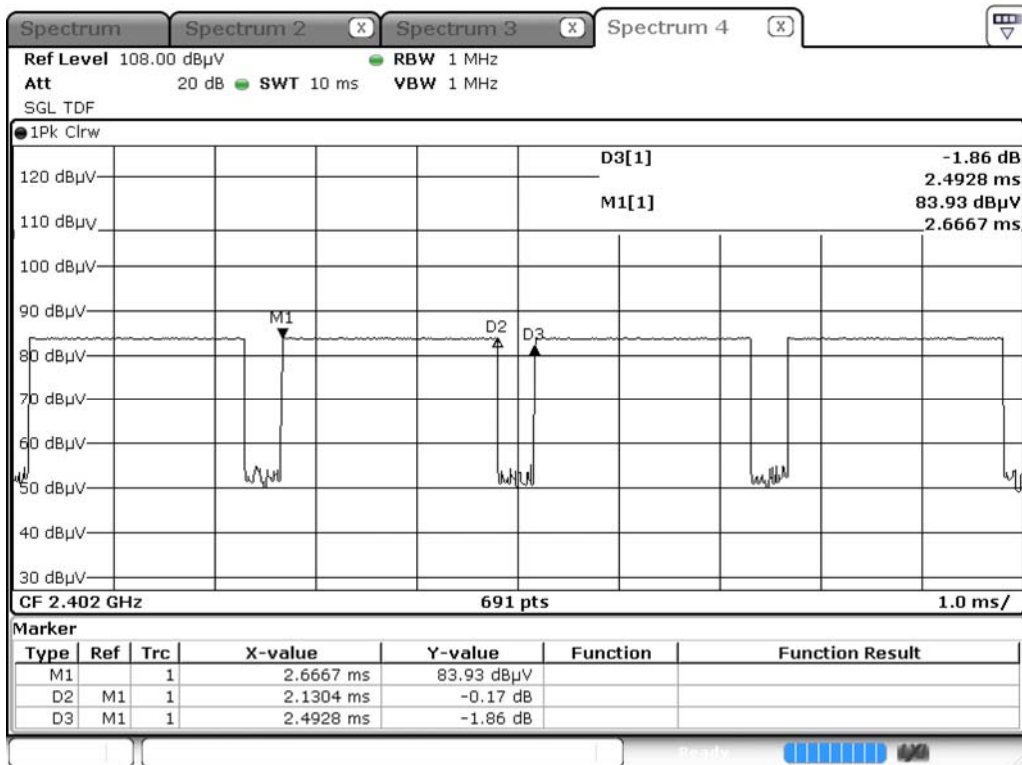 Spectrum Spectrum 2 X Spectrum 3 X Spectrum 4 X
Ref Level 108.00 dBµV RBW 1 MHz
Att 20 dB SWT 10 ms VBW 1 MHz
SGL TDF
1Pk Clrw
D3[1] -1.86 dB
2.4928 ms
M1[1] 83.93 dBµV
2.6667 ms
120 dBµV
110 dBµV
100 dBµV
90 dBµV
80 dBµV
70 dBµV
60 dBµV
50 dBµV
40 dBµV
30 dBµV
M1
D2
D3
CF 2.402 GHz 691 pts 1.0 ms/
Marker
Type Ref Trc X-value Y-value Function Function Result
M1 1 2.6667 ms 83.93 dBµV
D2 M1 1 2.1304 ms -0.17 dB
D3 M1 1 2.4928 ms -1.86 dB
Ready